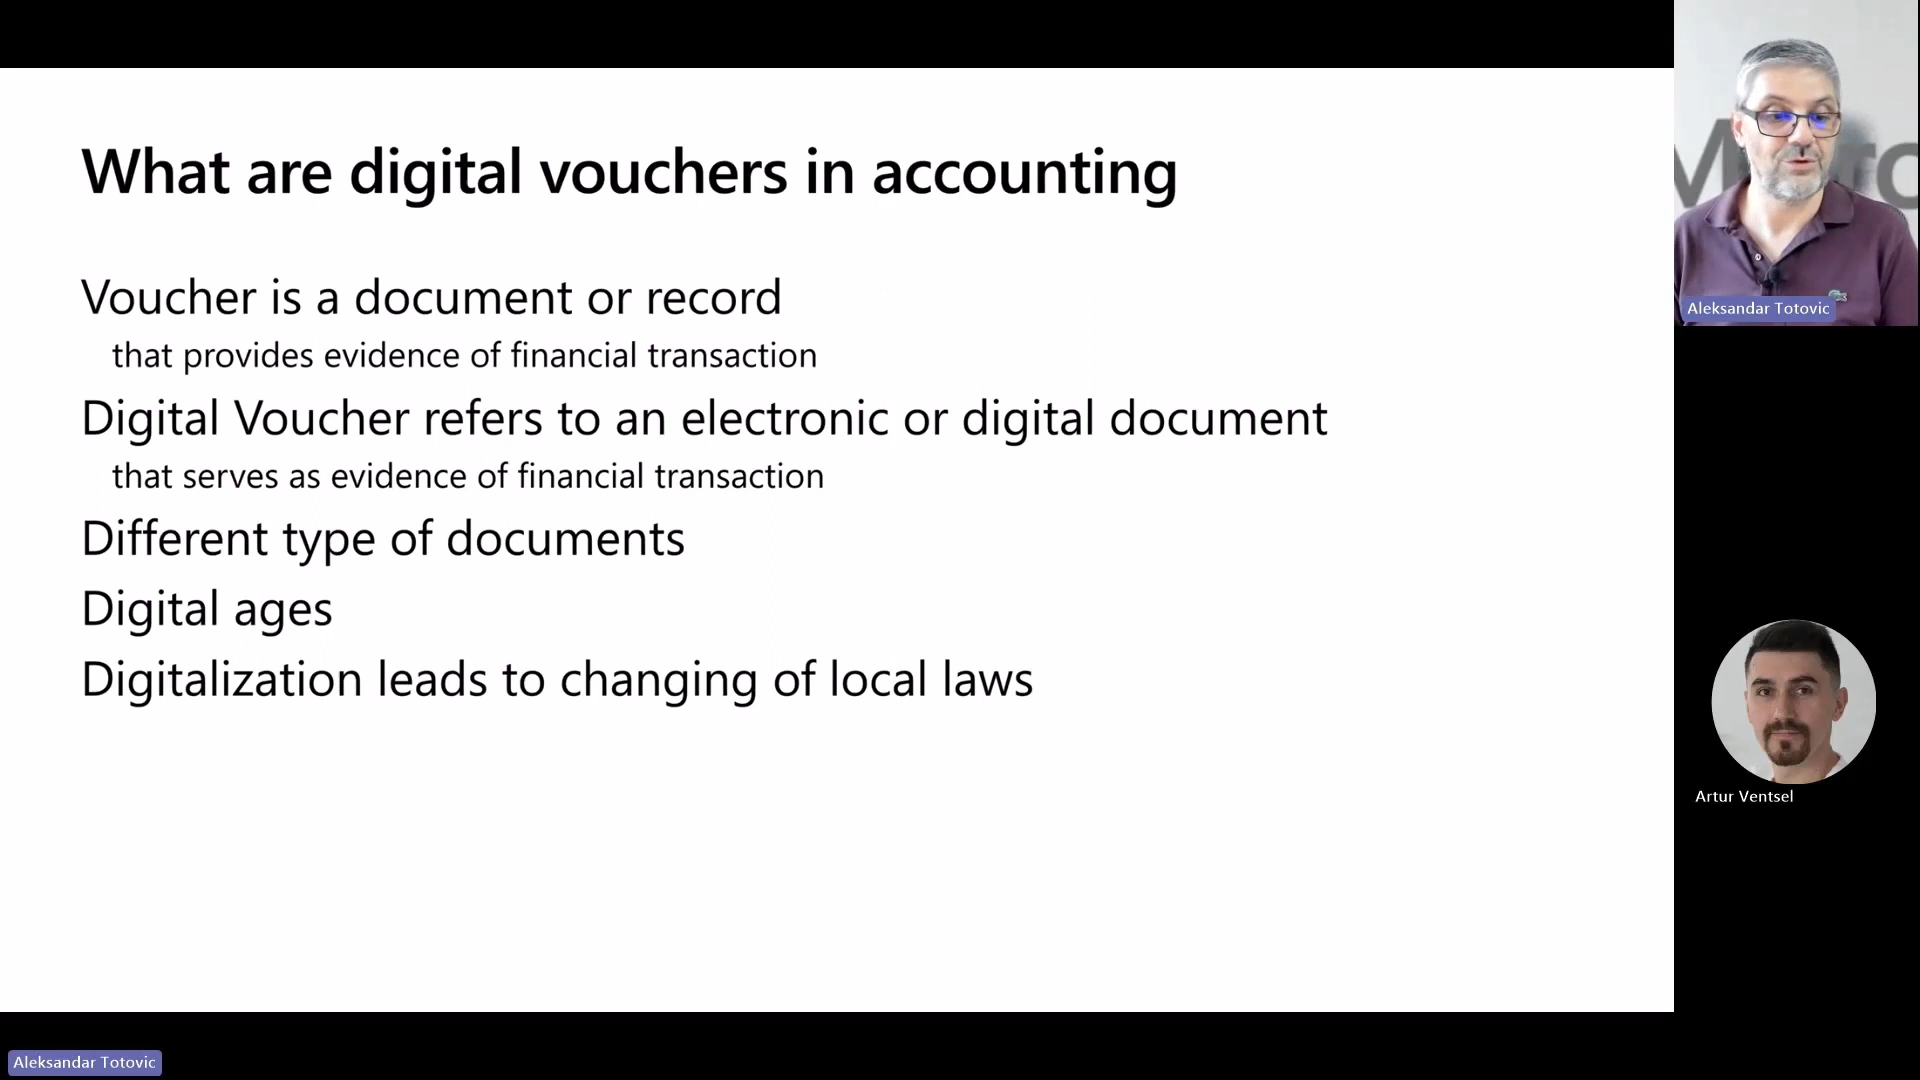 What are digital vouchers in accounting
Voucher is a document or record
that provides evidence of financial transaction
Digital Voucher refers to an electronic or digital document
that serves as evidence of financial transaction
Different type of documents
Digital ages
Digitalization leads to changing of local laws
Aleksandar Totovic
Artur Ventsel
Aleksandar Totovic